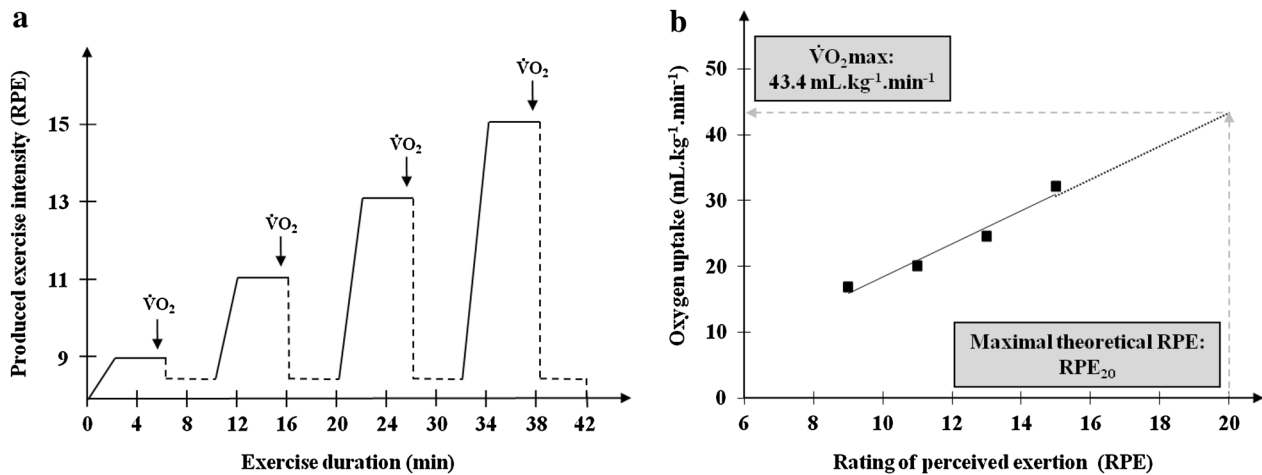 a
Produced exercise intensity (RPE)
15
13
11
9
V̇O₂
V̇O₂
V̇O₂
V̇O₂
0 4 8 12 16 20 24 30 34 38 42
Exercise duration (min)
b
Oxygen uptake (mL.kg⁻¹.min⁻¹)
50
40
30
20
10
0
V̇O₂max:
43.4 mL.kg⁻¹.min⁻¹
Maximal theoretical RPE:
RPE₂₀
6 8 10 12 14 16 18 20
Rating of perceived exertion (RPE)